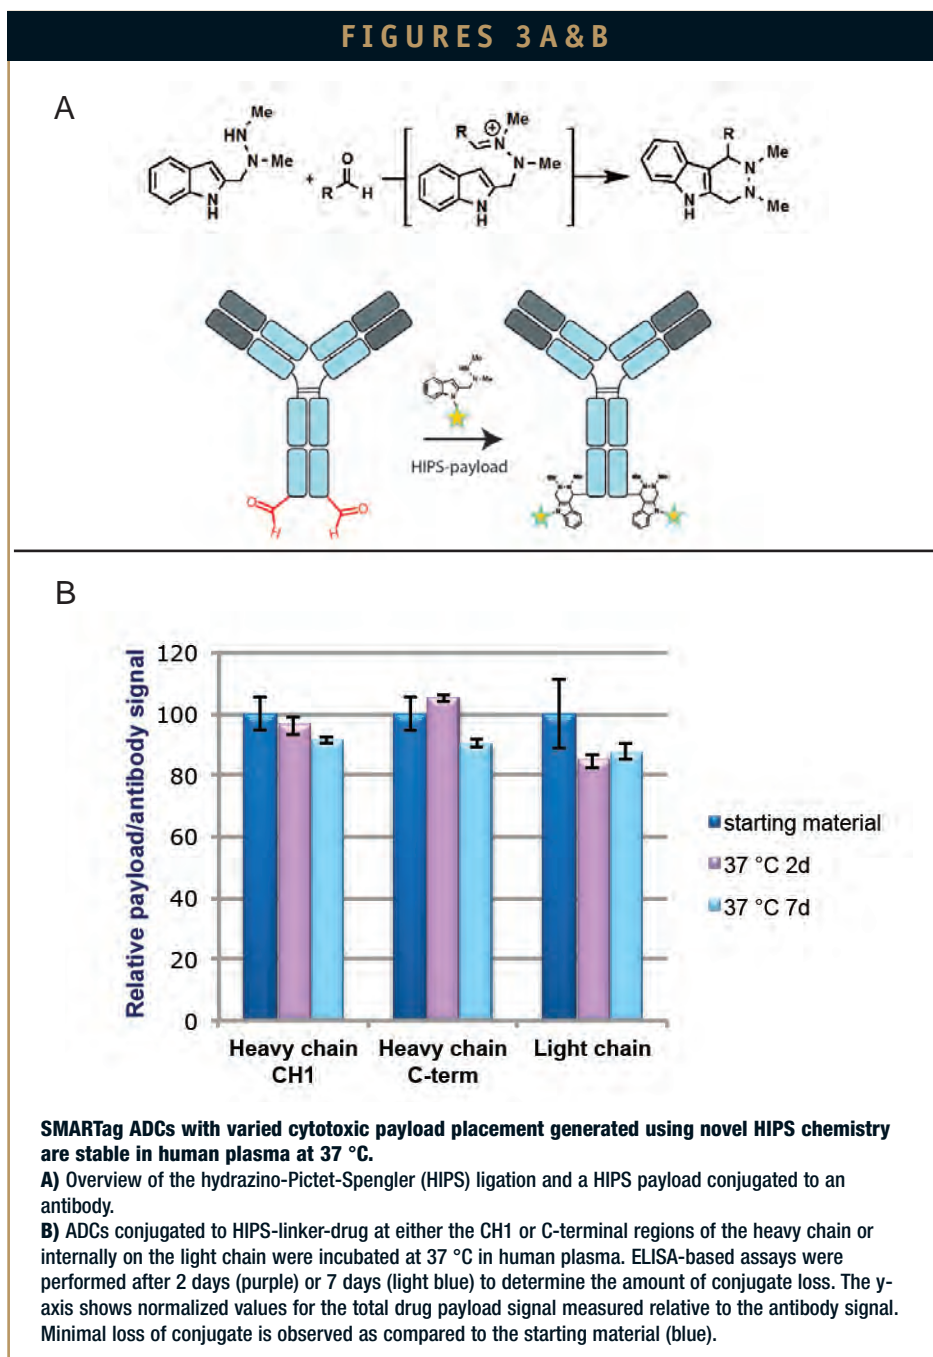 FIGURES 3A&B
A
Me
HN
N-Me
N
H
+
O
R
H
R
⊕
Me
N
N-Me
N
H
R
Me
N
N
Me
N
H
Me
HN
N-Me
N
HIPS-payload
O
H
O
H
B
Relative payload/antibody signal
120
100
80
60
40
20
0
Heavy chain
CH1
Heavy chain
C-term
Light chain
starting material
37 °C 2d
37 °C 7d
SMARTag ADCs with varied cytotoxic payload placement generated using novel HIPS chemistry
are stable in human plasma at 37 °C.
A) Overview of the hydrazino-Pictet-Spengler (HIPS) ligation and a HIPS payload conjugated to an
antibody.
B) ADCs conjugated to HIPS-linker-drug at either the CH1 or C-terminal regions of the heavy chain or
internally on the light chain were incubated at 37 °C in human plasma. ELISA-based assays were
performed after 2 days (purple) or 7 days (light blue) to determine the amount of conjugate loss. The y-
axis shows normalized values for the total drug payload signal measured relative to the antibody signal.
Minimal loss of conjugate is observed as compared to the starting material (blue).